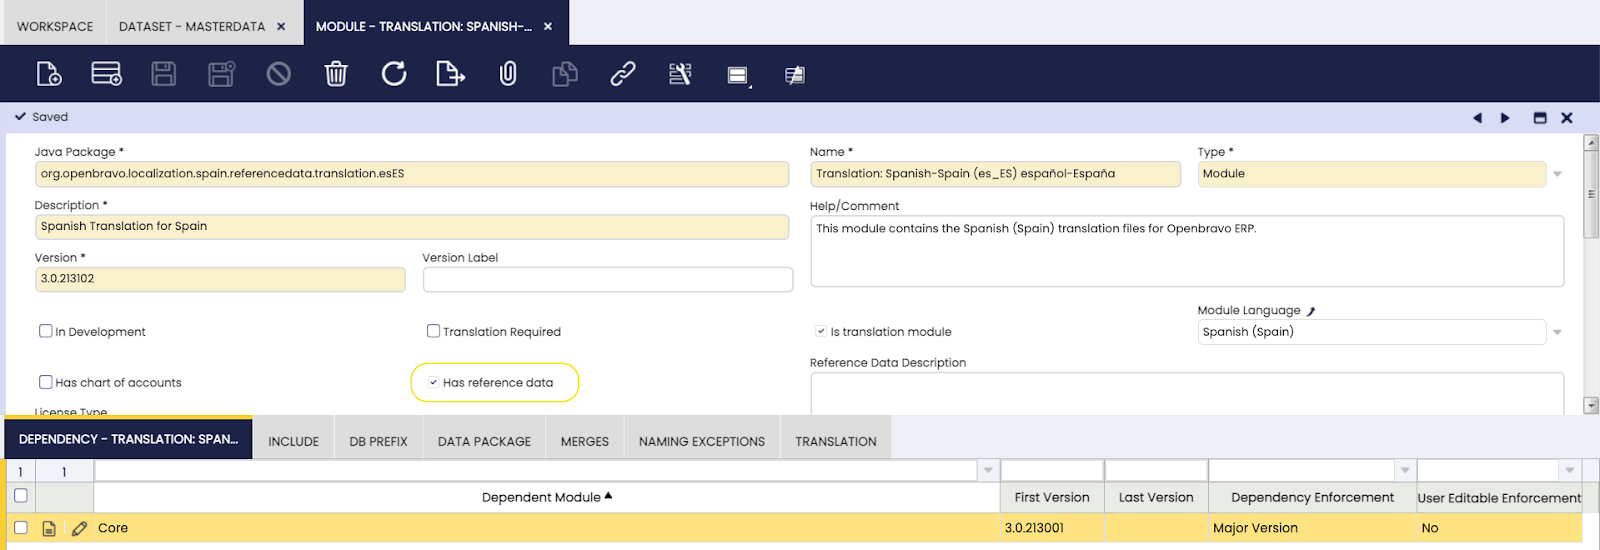 WORKSPACE
DATASET - MASTERDATA
MODULE - TRANSLATION: SPANISH-...
Saved
Java Package *
Name *
Type *
org.openbravo.localization.spain.referencedata.translation.esES
Translation: Spanish-Spain (es_ES) español-España
Module
Description *
Help/Comment
Spanish Translation for Spain
This module contains the Spanish (Spain) translation files for Openbravo ERP.
Version *
Version Label
3.0.213102
Module Language
In Development
Translation Required
Is translation module
Spanish (Spain)
Reference Data Description
Has chart of accounts
Has reference data
License Type
DEPENDENCY - TRANSLATION: SPAN...
INCLUDE
DB PREFIX
DATA PACKAGE
MERGES
NAMING EXCEPTIONS
TRANSLATION
1
1
Dependent Module
First Version
Last Version
Dependency Enforcement
User Editable Enforcement
Core
3.0.213001
Major Version
No